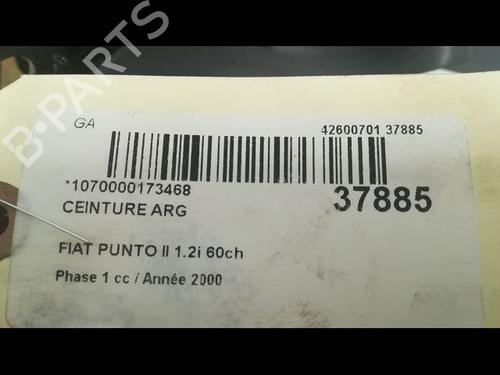 B-PARTS
GA
42600701 37885
*1070000173468
37885
CEINTURE ARG
FIAT PUNTO II 1.2i 60ch
Phase 1 cc / Année 2000